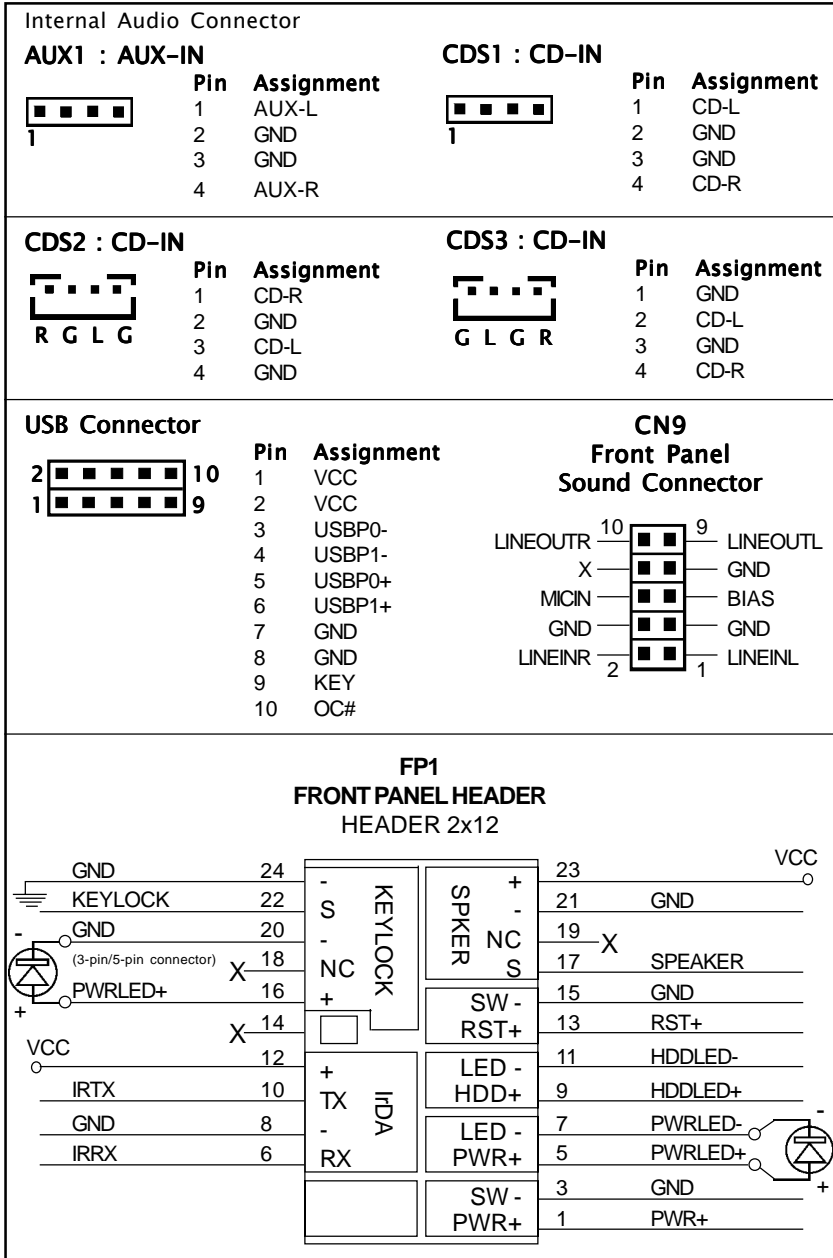 Internal Audio Connector
AUX1 : AUX-IN
Pin Assignment
1 AUX-L
2 GND
3 GND
4 AUX-R
1
CDS1 : CD-IN
Pin Assignment
1 CD-L
2 GND
3 GND
4 CD-R
1
CDS2 : CD-IN
Pin Assignment
1 CD-R
2 GND
3 CD-L
4 GND
R G L G
CDS3 : CD-IN
Pin Assignment
1 GND
2 CD-L
3 GND
4 CD-R
G L G R
USB Connector
2 10
1 9
Pin Assignment
1 VCC
2 VCC
3 USBP0-
4 USBP1-
5 USBP0+
6 USBP1+
7 GND
8 GND
9 KEY
10 OC#
CN9
Front Panel
Sound Connector
LINEOUTR 10 9 LINEOUTL
X GND
MICIN BIAS
GND GND
LINEINR 2 1 LINEINL
FP1
FRONT PANEL HEADER
HEADER 2x12
GND 24 -
KEYLOCK 22 S
- GND 20 -
(3-pin/5-pin connector) X 18 NC
+ PWRLED+ 16 +
X 14
KEYLOCK
VCC 12 +
IRTX 10 TX
GND 8 -
IRRX 6 RX
IrDA
SPKER
+ 23 VCC
- 21 GND
NC 19 X
S 17 SPEAKER
SW - 15 GND
RST+ 13 RST+
LED - 11 HDDLED-
HDD+ 9 HDDLED+
LED - 7 PWRLED- -
PWR+ 5 PWRLED+ +
SW - 3 GND
PWR+ 1 PWR+